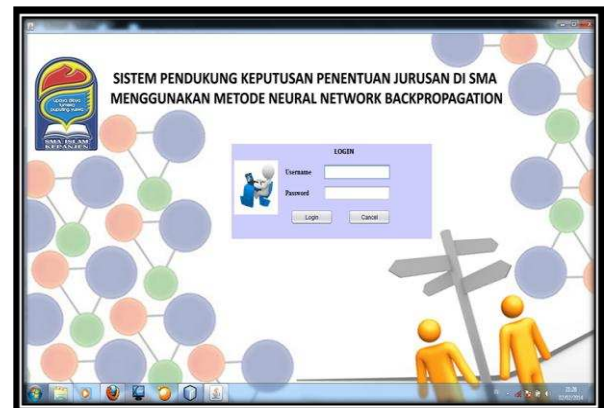 SISTEM PENDUKUNG KEPUTUSAN PENENTUAN JURUSAN DI SMA
MENGGUNAKAN METODE NEURAL NETWORK BACKPROPAGATION
SMA ISLAM
KEPANJEN
LOGIN
Username
Password
Login Cancel